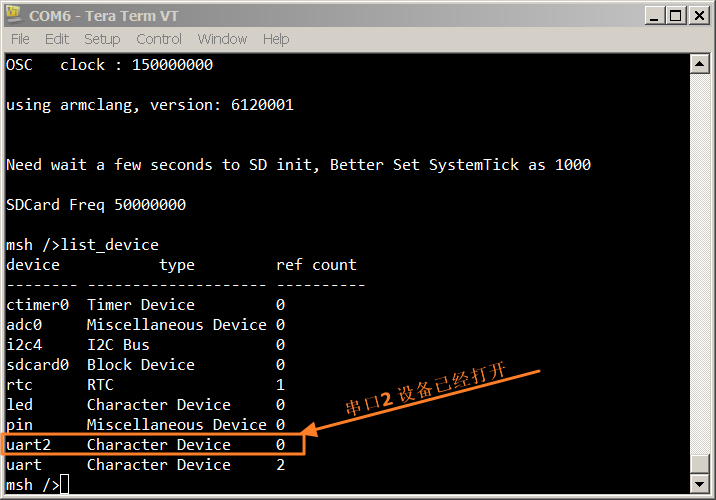 COM6 - Tera Term VT
File Edit Setup Control Window Help
OSC   clock : 150000000
using armclang, version: 6120001
Need wait a few seconds to SD init, Better Set SystemTick as 1000
SDCard Freq 50000000
msh />list_device
device           type         ref count
-------- -------------------- ----------
ctimer0  Timer Device         0
adc0     Miscellaneous Device 0
i2c4     I2C Bus              0
sdcard0  Block Device         0
rtc      RTC                  1
led      Character Device     0
pin      Miscellaneous Device 0
串口2 设备已经打开
uart2    Character Device     0
uart     Character Device     2
msh />